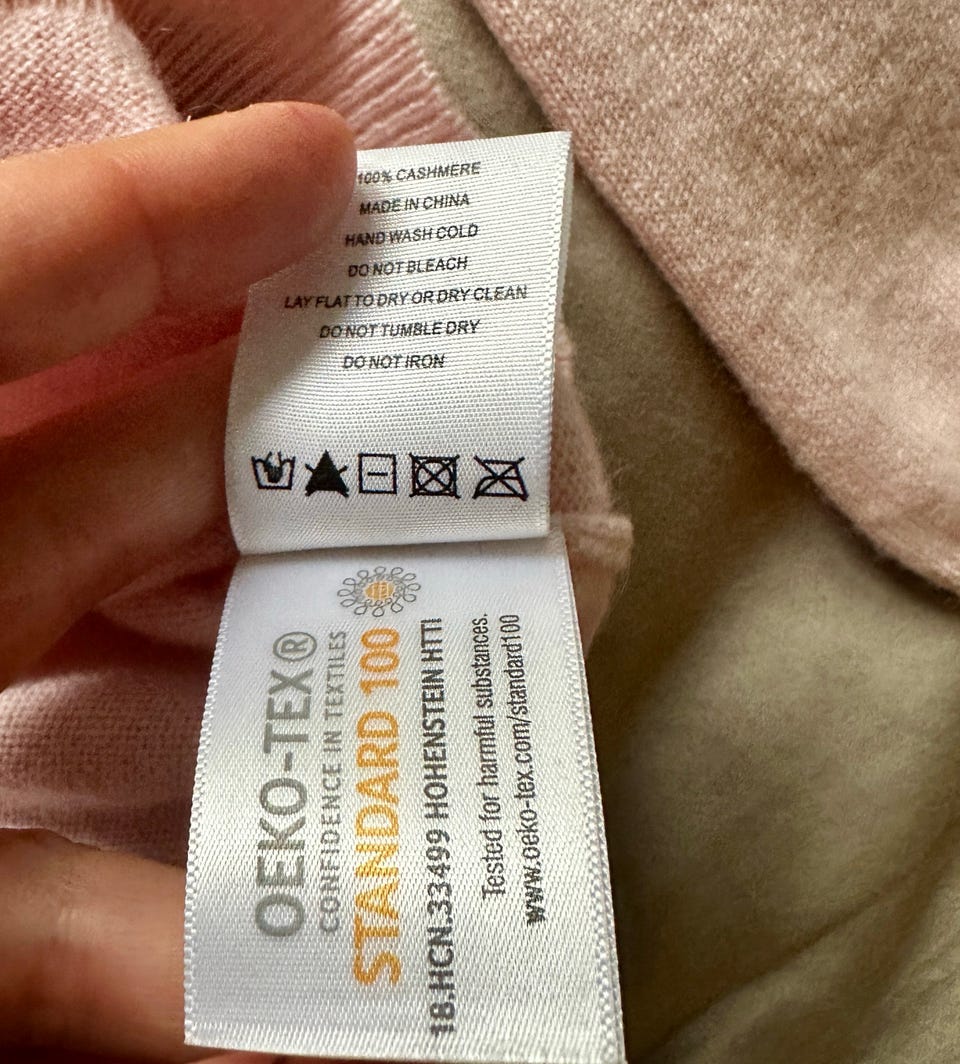 100% CASHMERE
MADE IN CHINA
HAND WASH COLD
DO NOT BLEACH
LAY FLAT TO DRY OR DRY CLEAN
DO NOT TUMBLE DRY
DO NOT IRON
OEKO-TEX®
CONFIDENCE IN TEXTILES
STANDARD 100
18.HCN.33499 HOHENSTEIN HTTI
Tested for harmful substances.
www.oeko-tex.com/standard100